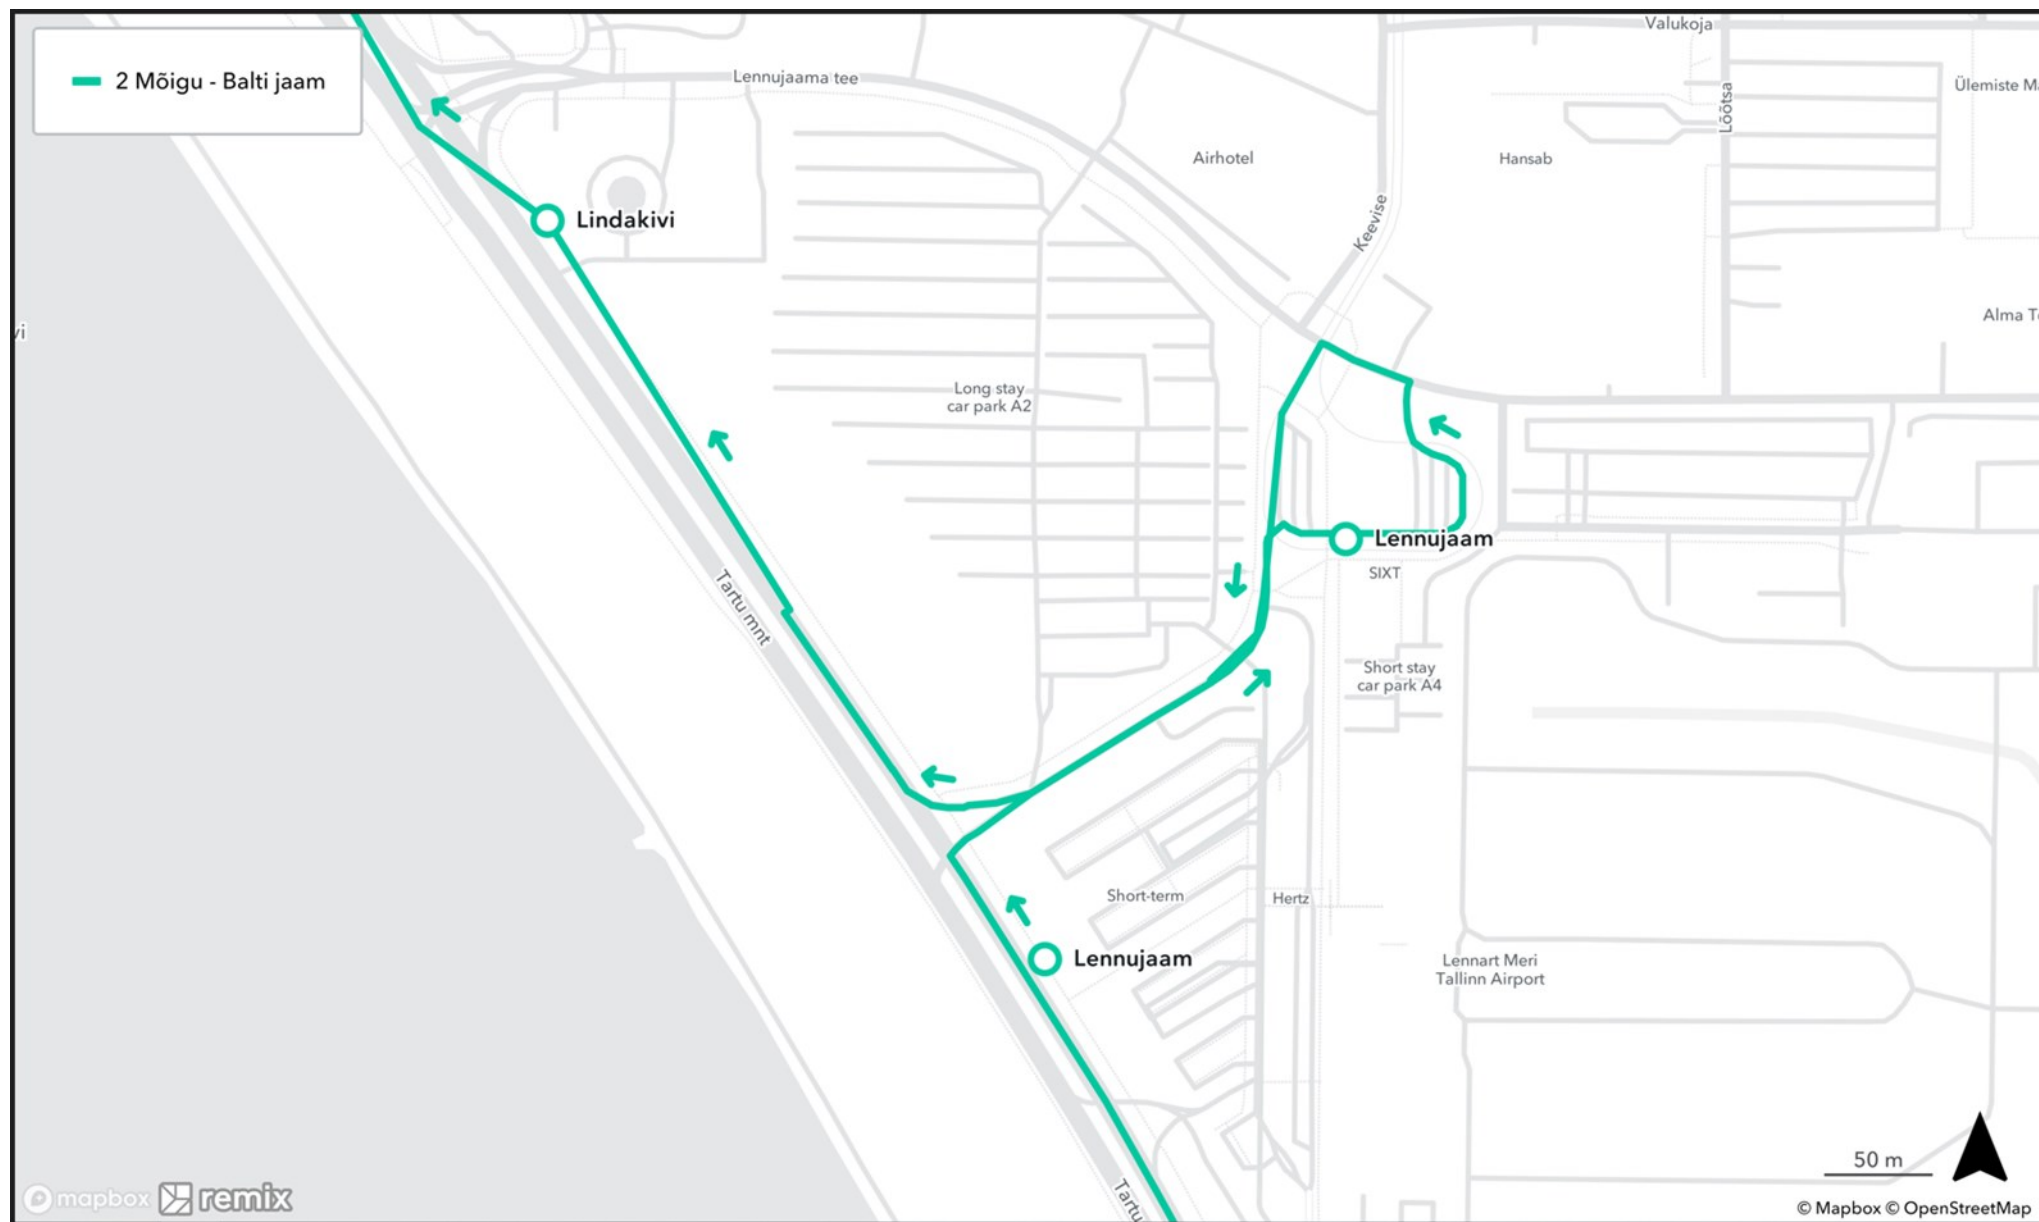 Valukoja
2 Mõigu - Balti jaam
Lennujaama tee
Ülemiste M
Lõõtsa
Airhotel
Hansab
Lindakivi
Keevise
vi
Alma T
Long stay
car park A2
Lennujaam
SIXT
Tartu mnt
Short stay
car park A4
Short-term
Hertz
Lennujaam
Lennart Meri
Tallinn Airport
50 m
Tartu
mapbox remix
© Mapbox © OpenStreetMap